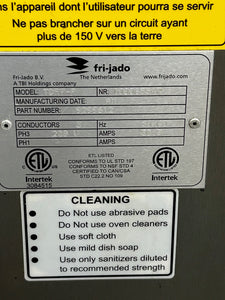 ns l'appareil dont l'utilisateur pourra se servir
Ne pas brancher sur un circuit ayant
plus de 150 V vers la terre
fri-jado
Fri-Jado B.V. The Netherlands www.frijado.com
A TBI Holdings company
MODEL
MANUFACTURING DATE:
PART NUMBER:
CONDUCTORS Hz
PH3 AMPS
PH1 AMPS
ETL LISTED
CONFORMS TO UL STD 197
CONFORMS TO NSF STD 4
CERTIFIED TO CAN/CSA
STD C22.2 NO 109
Intertek Intertek
3084515
CLEANING
● Do Not use abrasive pads
● Do Not use oven cleaners
● Use soft cloth
● Use mild dish soap
● Use only sanitizers diluted
to recommended strength